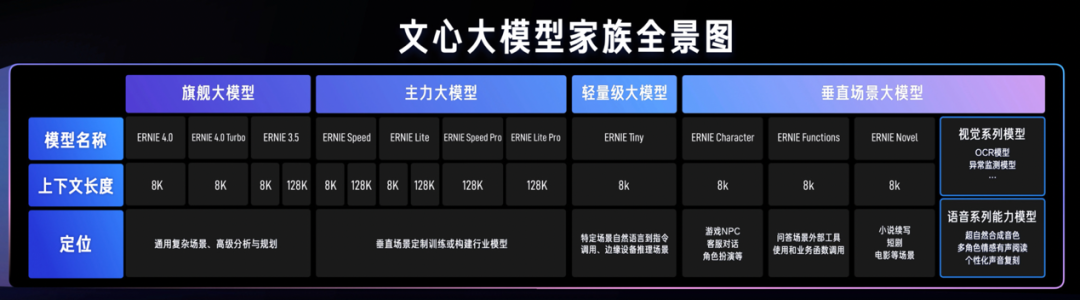 文心大模型家族全景图
旗舰大模型 主力大模型 轻量级大模型 垂直场景大模型
模型名称 ERNIE 4.0 ERNIE 4.0 Turbo ERNIE 3.5 ERNIE Speed ERNIE Lite ERNIE Speed Pro ERNIE Lite Pro ERNIE Tiny ERNIE Character ERNIE Functions ERNIE Novel
视觉系列模型
OCR模型
异常监测模型
...
上下文长度 8K 8K 8K 128K 8K 128K 8K 128K 128K 128K 8k 8k 8k 8k
定位
通用复杂场景、高级分析与规划
垂直场景定制训练或构建行业模型
特定场景自然语言到指令
调用、边缘设备推理场景
游戏NPC
客服对话
角色扮演等
问答场景外部工具
使用和业务函数调用
小说续写
短剧
电影等场景
语音系列能力模型
超自然合成音色
多角色情感有声阅读
个性化声音复刻